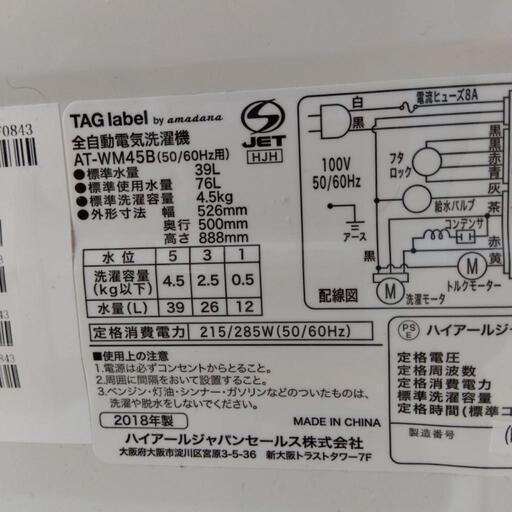 F0843
TAG label by amadana
全自動電気洗濯機
AT-WM45B(50/60Hz用)
●標準水量 39L
●標準使用水量 76L
●標準洗濯容量 4.5kg
●外形寸法 幅 526mm
奥行 500mm
高さ 888mm
JET
HJH
水位 5 3 1
洗濯容量(kg以下) 4.5 2.5 0.5
水量(L) 39 26 12
定格消費電力 215/285W(50/60Hz)
■使用上の注意
1.電源は必ずコンセントからとること。
2.周囲に間隔をおいて設置すること。
3.ベンジン・灯油・シンナー・ガソリンなどのついたものは、
洗濯や脱水をしないでください。
2018年製
MADE IN CHINA
ハイアールジャパンセールス株式会社
大阪府大阪市淀川区宮原3-5-36 新大阪トラストタワー7F
白
電流ヒューズ8A
黒
100V
50/60Hz
フタロック
黒
赤
青
灰
給水バルブ
茶
コンデンサ
アース
赤
黒
黄
M
洗濯モータ
M
トルクモーター
配線図
PS
E
ハイアールジャ
定格電圧
定格周波数
定格消費電力
標準洗濯容量
定格時間(標準コ
製造番号
0843
0843